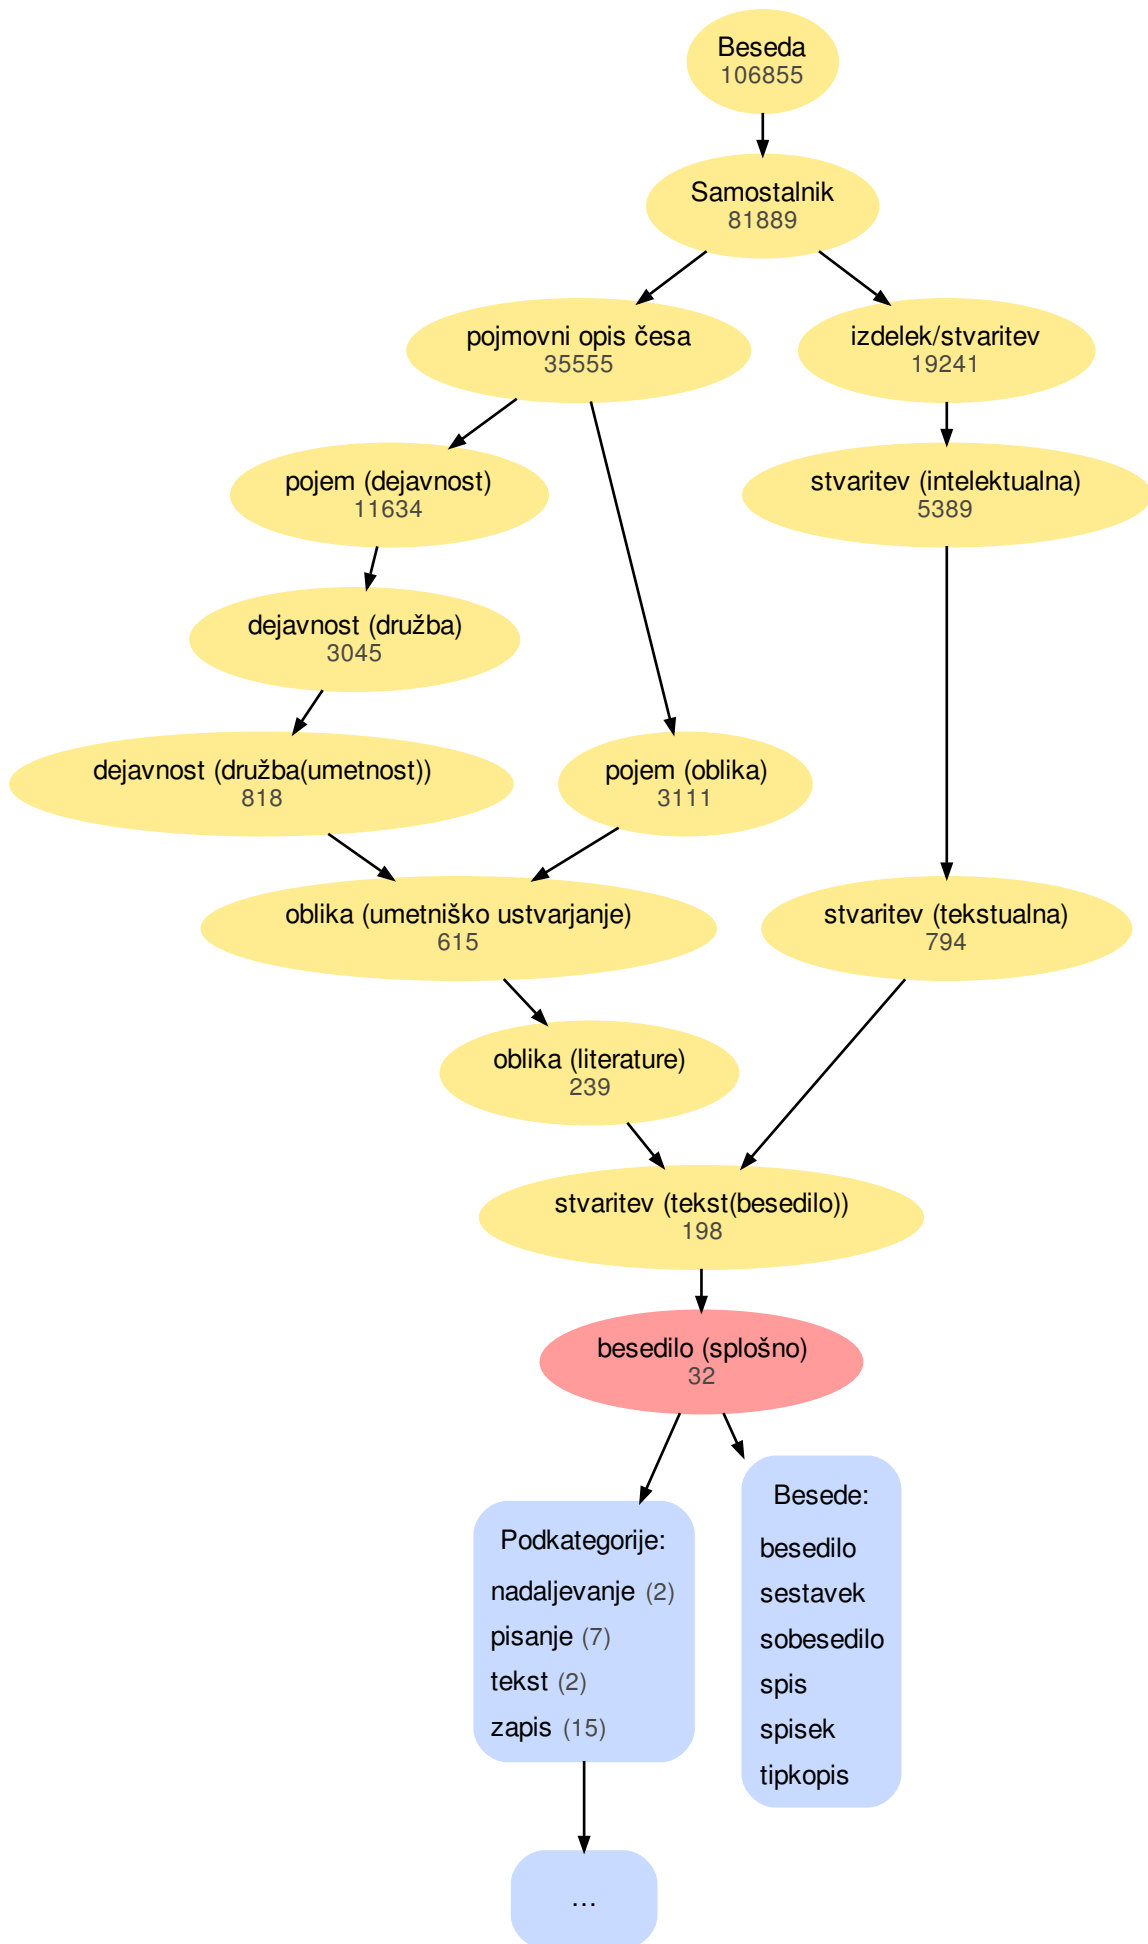 Beseda
106855
Samostalnik
81889
pojmovni opis česa
35555
izdelek/stvaritev
19241
pojem (dejavnost)
11634
stvaritev (intelektualna)
5389
dejavnost (družba)
3045
dejavnost (družba(umetnost))
818
pojem (oblika)
3111
oblika (umetniško ustvarjanje)
615
stvaritev (tekstualna)
794
oblika (literature)
239
stvaritev (tekst(besedilo))
198
besedilo (splošno)
32
Podkategorije:
nadaljevanje (2)
pisanje (7)
tekst (2)
zapis (15)
Besede:
besedilo
sestavek
sobesedilo
spis
spisek
tipkopis
...